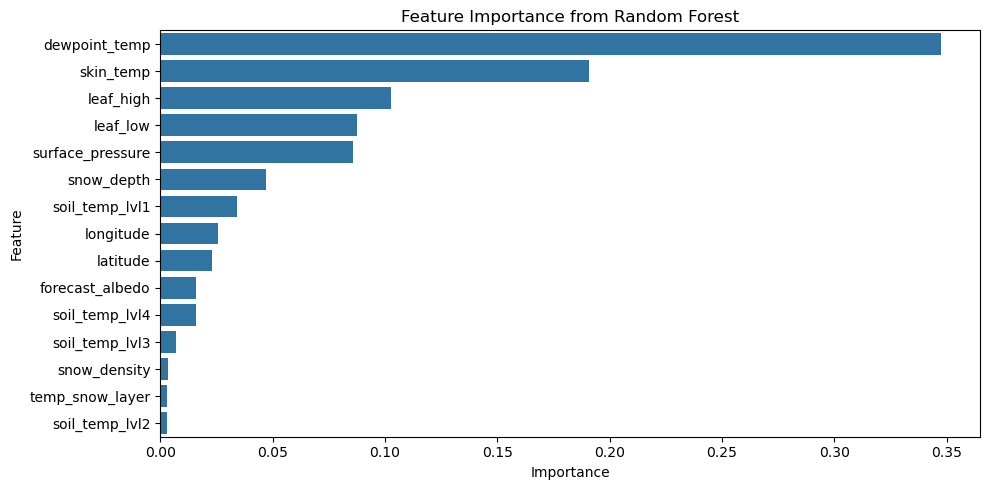 Feature Importance from Random Forest
Feature
dewpoint_temp
skin_temp
leaf_high
leaf_low
surface_pressure
snow_depth
soil_temp_lvl1
longitude
latitude
forecast_albedo
soil_temp_lvl4
soil_temp_lvl3
snow_density
temp_snow_layer
soil_temp_lvl2
0.00 0.05 0.10 0.15 0.20 0.25 0.30 0.35
Importance